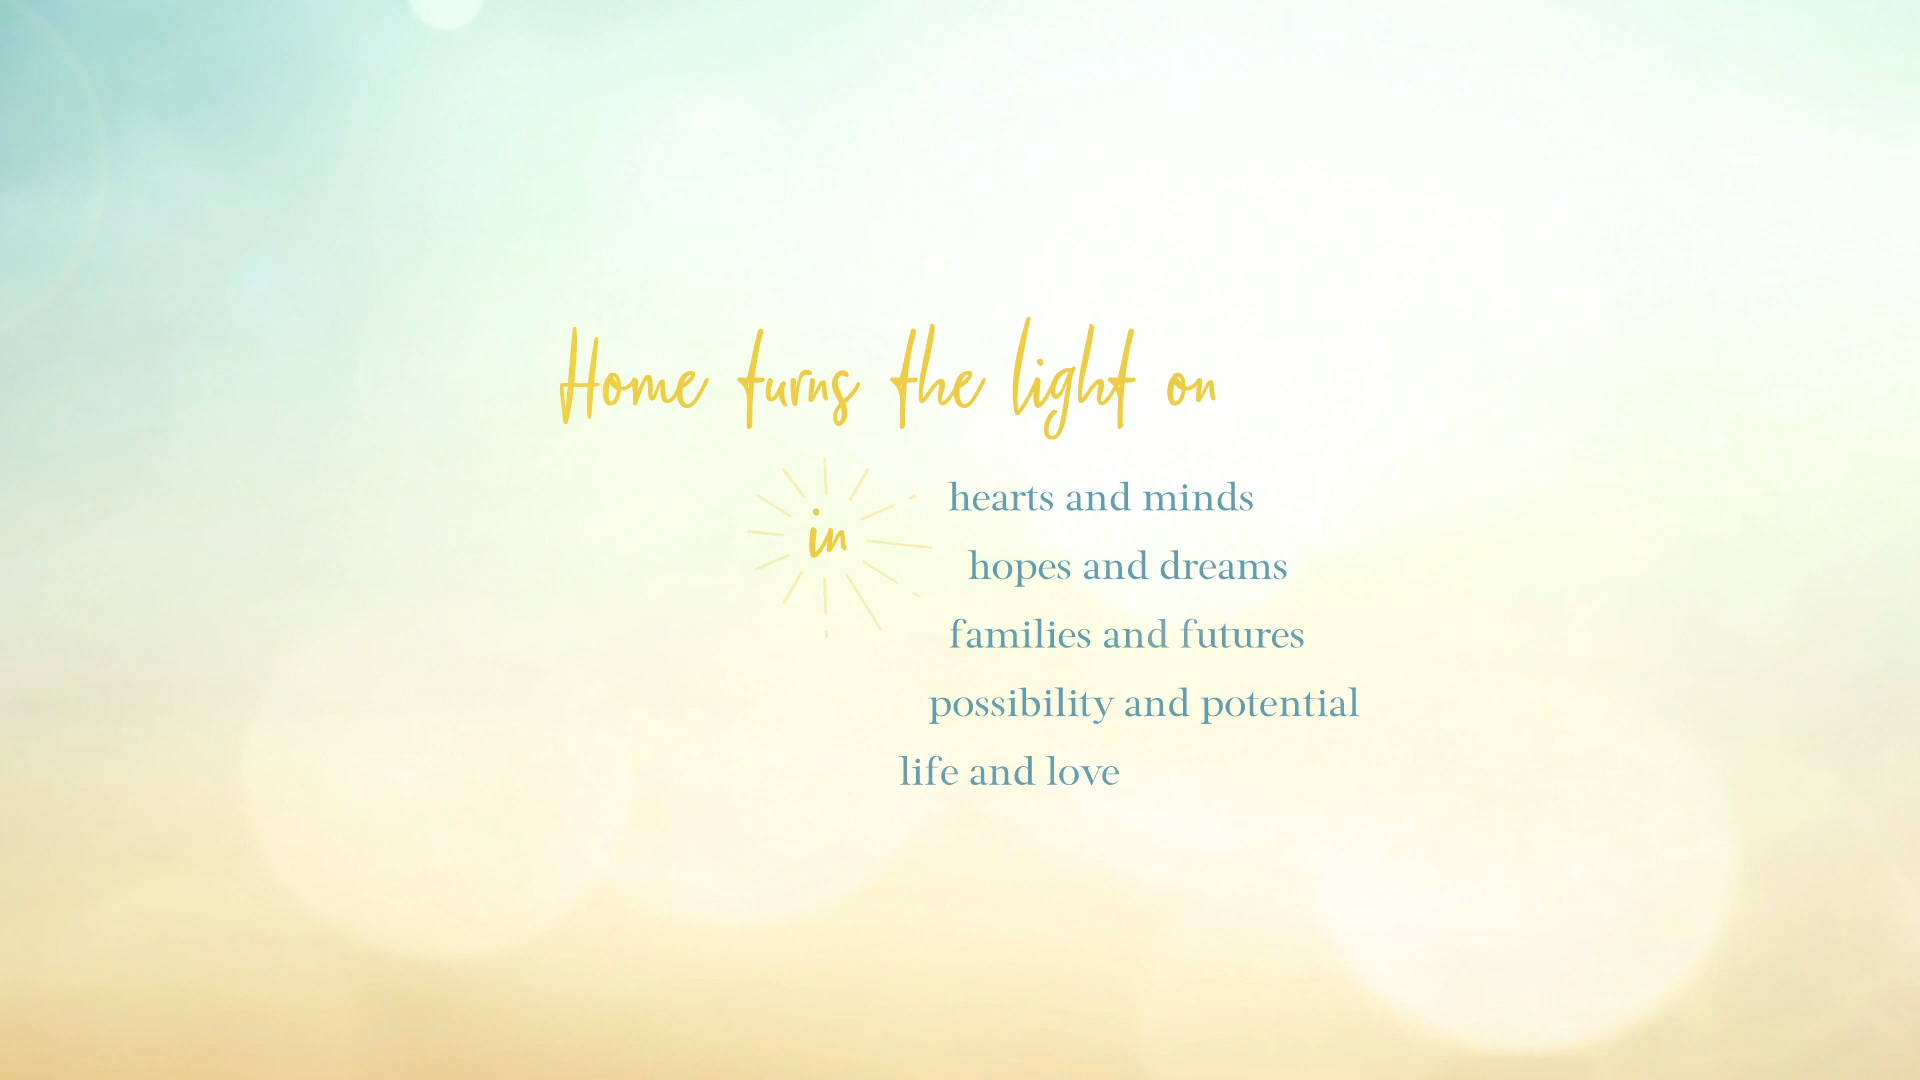 Home turns the light on
in
hearts and minds
hopes and dreams
families and futures
possibility and potential
life and love